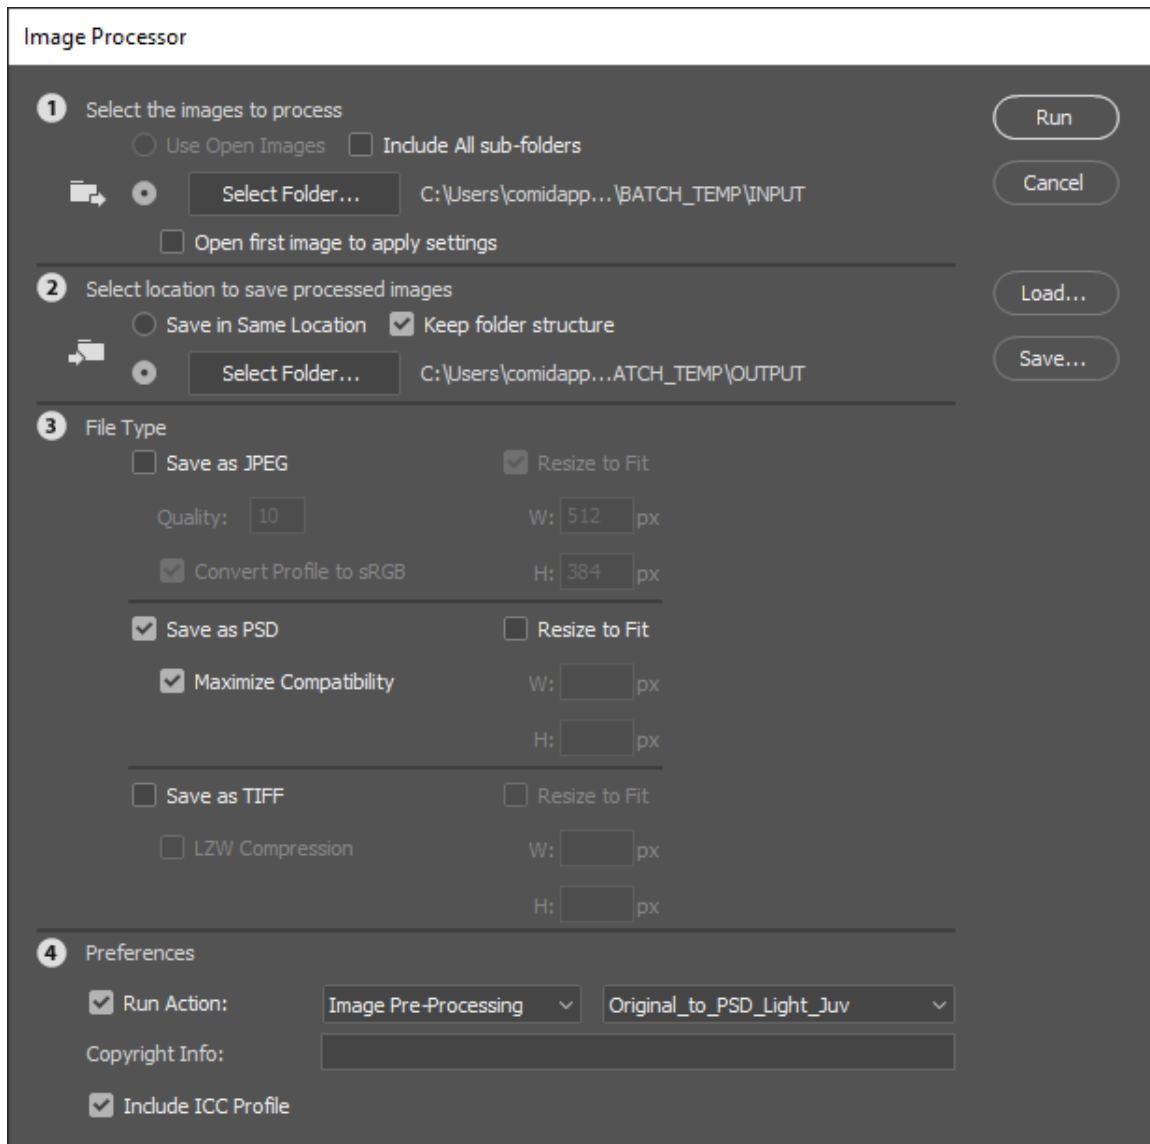 Image Processor
1 Select the images to process
Run
Use Open Images Include All sub-folders
Select Folder... C:\Users\comidapp...\BATCH_TEMP\INPUT
Cancel
Open first image to apply settings
2 Select location to save processed images
Load...
Save in Same Location Keep folder structure
Select Folder... C:\Users\comidapp...ATCH_TEMP\OUTPUT
Save...
3 File Type
Save as JPEG Resize to Fit
Quality: 10 W: 512 px
Convert Profile to sRGB H: 384 px
Save as PSD Resize to Fit
Maximize Compatibility W: px
H: px
Save as TIFF Resize to Fit
LZW Compression W: px
H: px
4 Preferences
Run Action: Image Pre-Processing Original_to_PSD_Light_Juv
Copyright Info:
Include ICC Profile